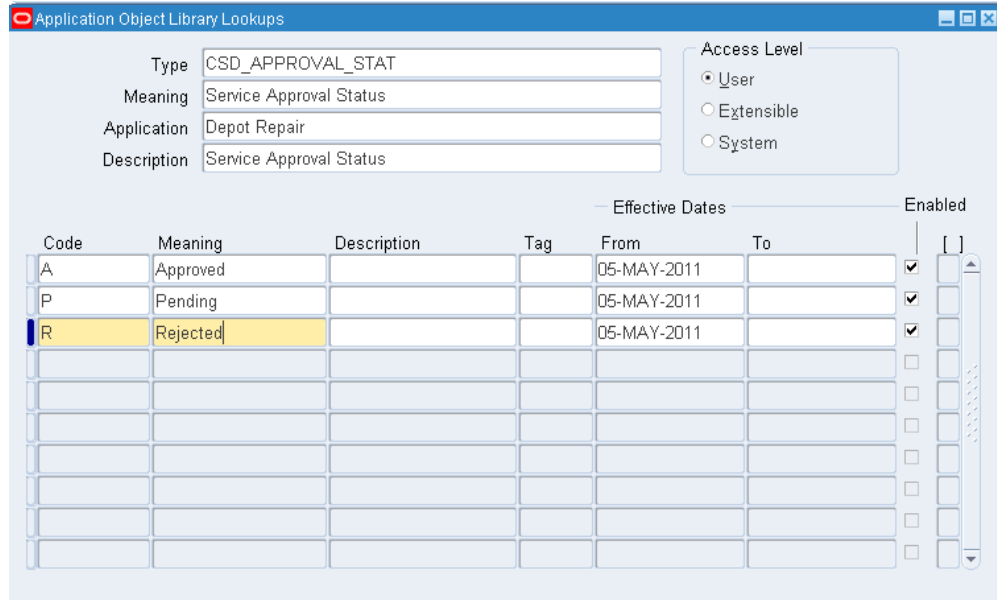 Application Object Library Lookups
Type CSD_APPROVAL_STAT
Meaning Service Approval Status
Application Depot Repair
Description Service Approval Status
Access Level
User
Extensible
System
Effective Dates Enabled
Code Meaning Description Tag From To [ ]
A Approved 05-MAY-2011
P Pending 05-MAY-2011
R Rejected 05-MAY-2011